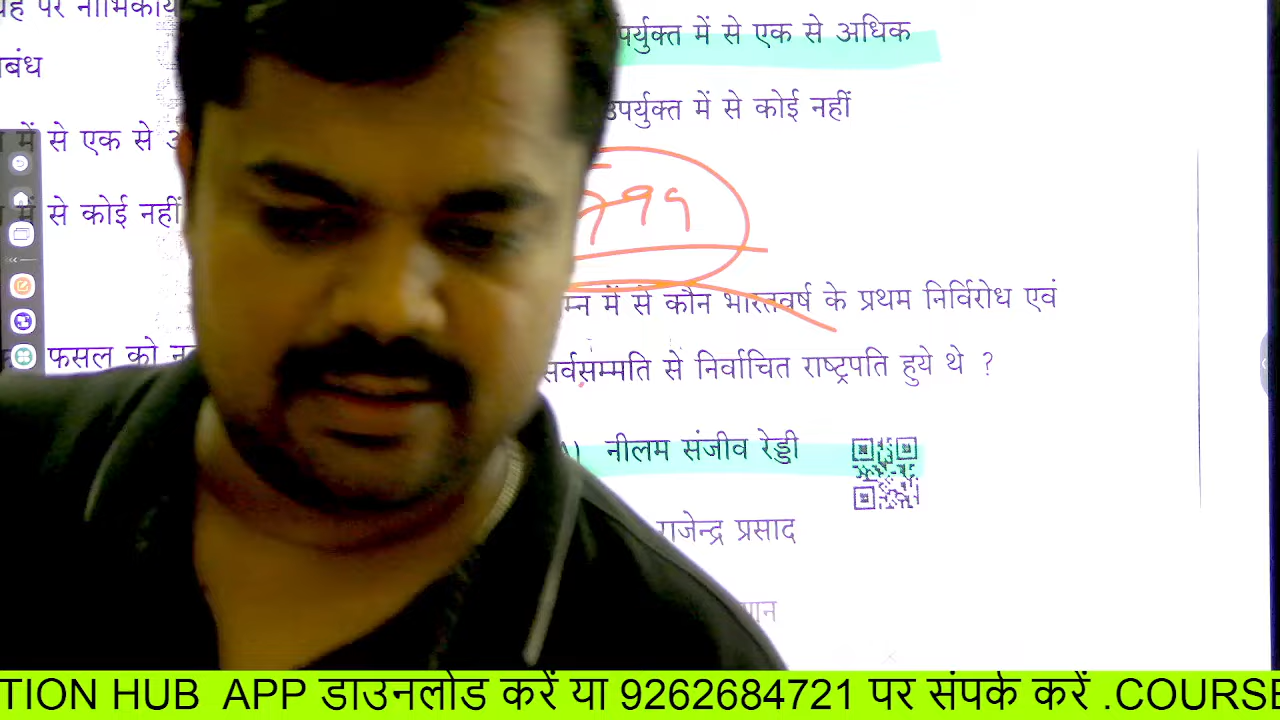 उपर्युक्त में से एक से अधिक
बंध
उपर्युक्त में से कोई नहीं
में से एक से
में से कोई नहीं
में से कौन भारतवर्ष के प्रथम निर्विरोध एवं
फसल को
सर्वसम्मति से निर्वाचित राष्ट्रपति हुये थे ?
नीलम संजीव रेड्डी
राजेन्द्र प्रसाद
TION HUB APP डाउनलोड करें या 9262684721 पर संपर्क करें .COURSE